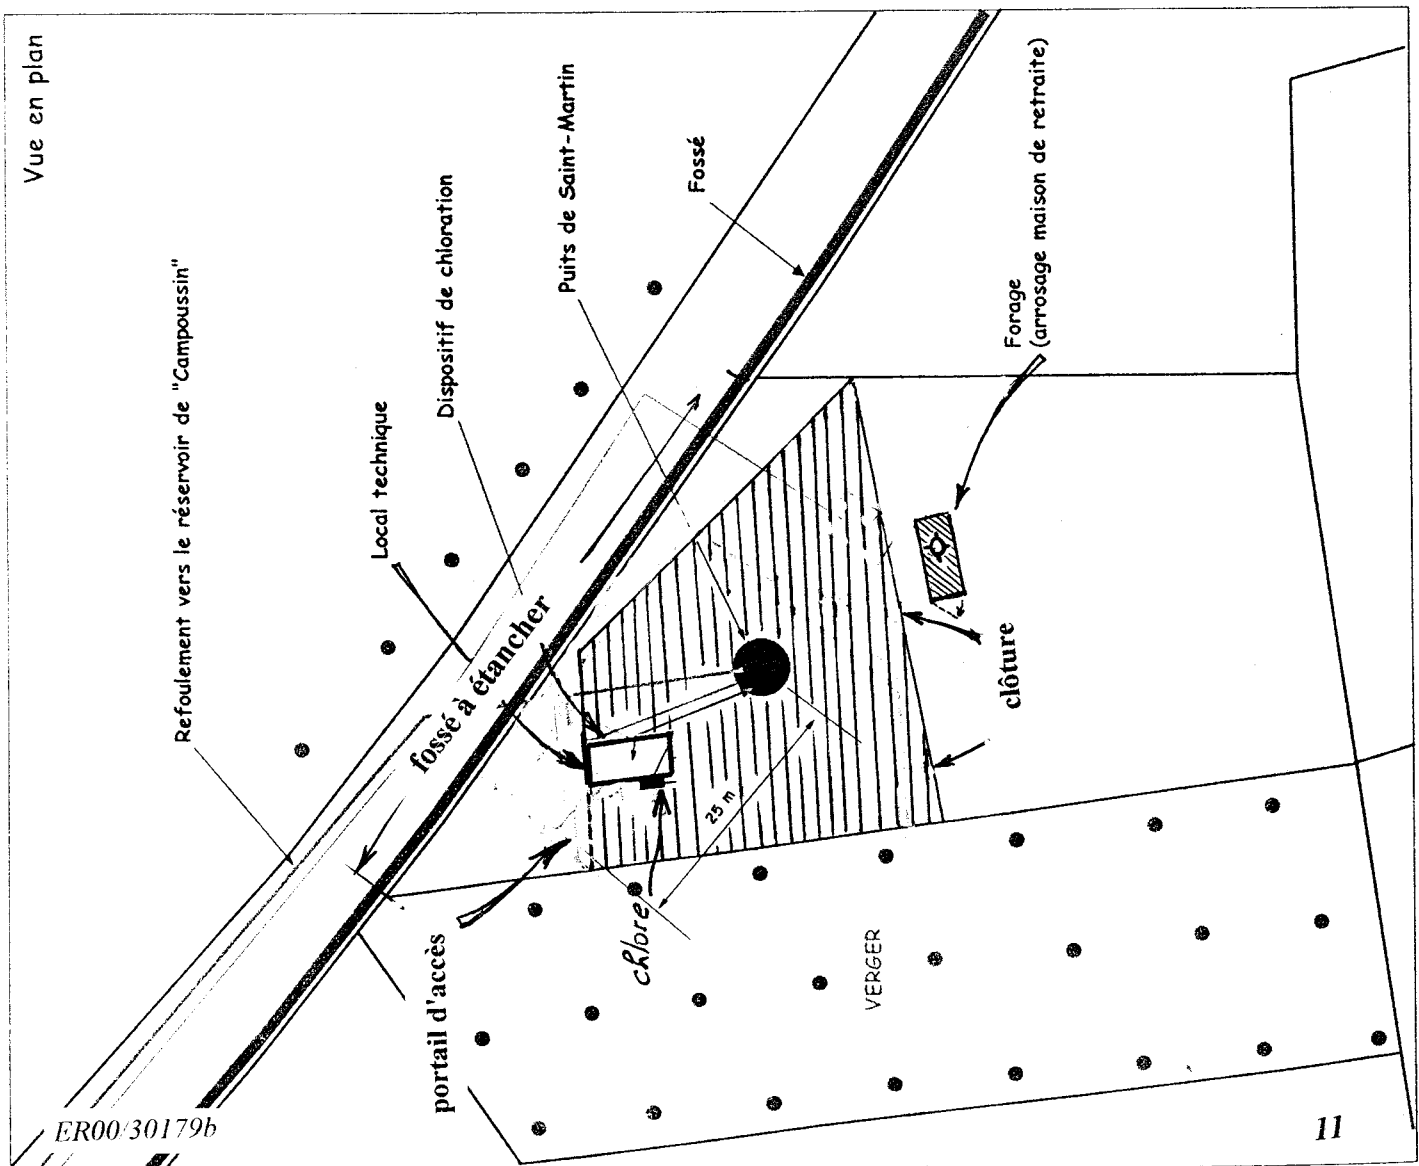 Vue en plan
Refoulement vers le réservoir de "Campoussin"
Local technique
Dispositif de chloration
Puits de Saint-Martin
Fossé
Forage
(arrosage maison de retraite)
fossé à étancher
clôture
25 m
portail d'accès
chlore
VERGER
ER00/30179b
11